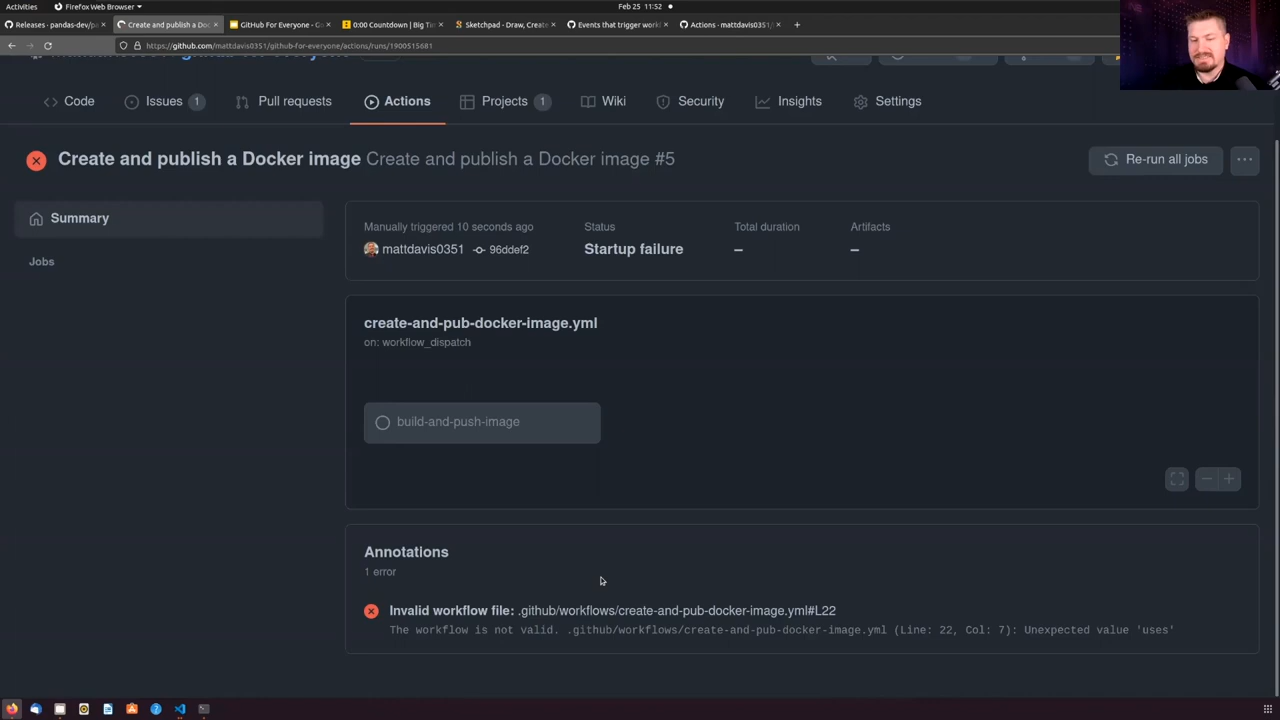 Activities
Firefox Web Browser
Feb 25 11:52
Releases · pandas-dev/pa
Create and publish a Doc
GitHub For Everyone - Go
0:00 Countdown | Big Tim
Sketchpad - Draw, Create
Events that trigger workf
Actions · mattdavis0351/
https://github.com/mattdavis0351/github-for-everyone/actions/runs/1900515681
Code
Issues 1
Pull requests
Actions
Projects 1
Wiki
Security
Insights
Settings
Create and publish a Docker image Create and publish a Docker image #5
Re-run all jobs
Summary
Jobs
Manually triggered 10 seconds ago
mattdavis0351 96ddef2
Status
Startup failure
Total duration
–
Artifacts
–
create-and-pub-docker-image.yml
on: workflow_dispatch
build-and-push-image
Annotations
1 error
Invalid workflow file: .github/workflows/create-and-pub-docker-image.yml#L22
The workflow is not valid. .github/workflows/create-and-pub-docker-image.yml (Line: 22, Col: 7): Unexpected value 'uses'